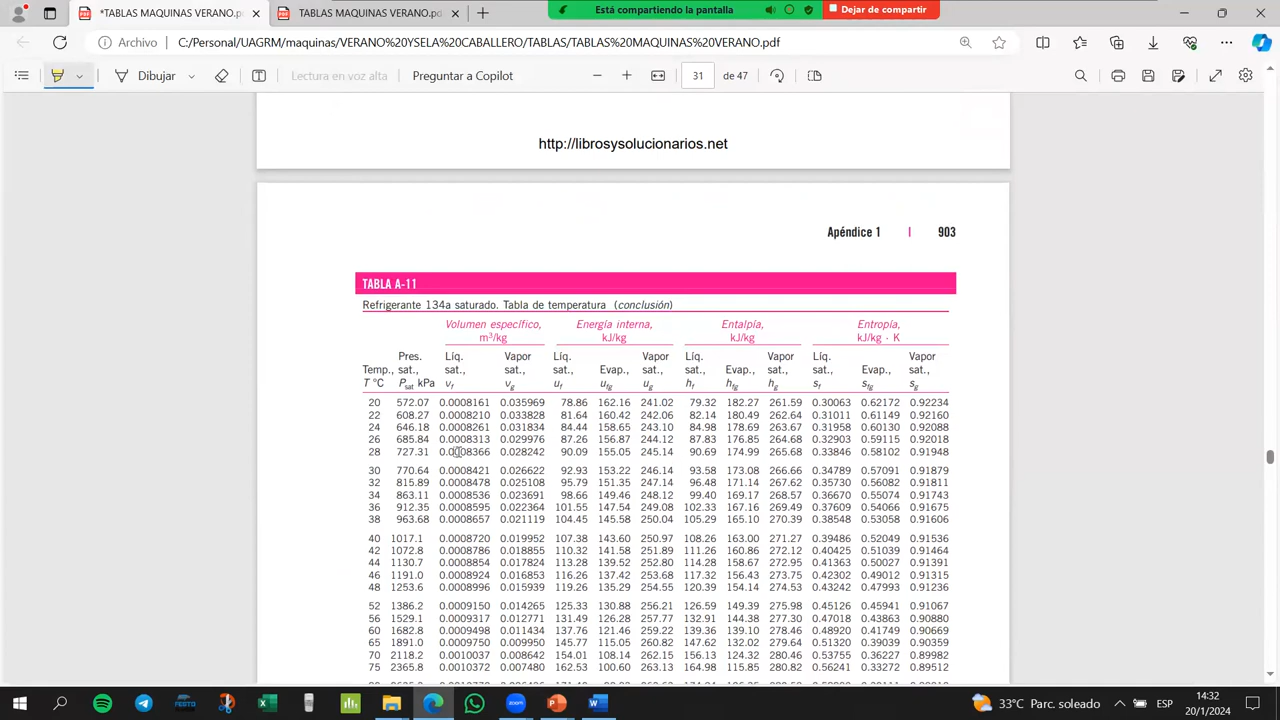 *TABLAS MAQUINAS VERANO.pd
TABLAS MAQUINAS VERANO.pd
Está compartiendo la pantalla
Dejar de compartir
Archivo C:/Personal/UAGRM/maquinas/VERANO%20YSELA%20CABALLERO/TABLAS/TABLAS%20MAQUINAS%20VERANO.pdf
Dibujar Lectura en voz alta Preguntar a Copilot 31 de 47
http://librosysolucionarios.net
Apéndice 1 903
TABLA A-11
Refrigerante 134a saturado. Tabla de temperatura (conclusión)
Volumen específico, Energía interna, Entalpía, Entropía,
m³/kg kJ/kg kJ/kg kJ/kg · K
Pres. Líq. Vapor Líq. Vapor Líq. Vapor Líq. Vapor
Temp., sat., sat., sat., sat., Evap., sat., sat., Evap., sat., sat., Evap., sat.,
T °C Psat kPa vf vg uf ufg ug hf hfg hg sf sfg sg
20 572.07 0.0008161 0.035969 78.86 162.16 241.02 79.32 182.27 261.59 0.30063 0.62172 0.92234
22 608.27 0.0008210 0.033828 81.64 160.42 242.06 82.14 180.49 262.64 0.31011 0.61149 0.92160
24 646.18 0.0008261 0.031834 84.44 158.65 243.10 84.98 178.69 263.67 0.31958 0.60130 0.92088
26 685.84 0.0008313 0.029976 87.26 156.87 244.12 87.83 176.85 264.68 0.32903 0.59115 0.92018
28 727.31 0.0008366 0.028242 90.09 155.05 245.14 90.69 174.99 265.68 0.33846 0.58102 0.91948
30 770.64 0.0008421 0.026622 92.93 153.22 246.14 93.58 173.08 266.66 0.34789 0.57091 0.91879
32 815.89 0.0008478 0.025108 95.79 151.35 247.14 96.48 171.14 267.62 0.35730 0.56082 0.91811
34 863.11 0.0008536 0.023691 98.66 149.46 248.12 99.40 169.17 268.57 0.36670 0.55074 0.91743
36 912.35 0.0008595 0.022364 101.55 147.54 249.08 102.33 167.16 269.49 0.37609 0.54066 0.91675
38 963.68 0.0008657 0.021119 104.45 145.58 250.04 105.29 165.10 270.39 0.38548 0.53058 0.91606
40 1017.1 0.0008720 0.019952 107.38 143.60 250.97 108.26 163.00 271.27 0.39486 0.52049 0.91536
42 1072.8 0.0008786 0.018855 110.32 141.58 251.89 111.26 160.86 272.12 0.40425 0.51039 0.91464
44 1130.7 0.0008854 0.017824 113.28 139.52 252.80 114.28 158.67 272.95 0.41363 0.50027 0.91391
46 1191.0 0.0008924 0.016853 116.26 137.42 253.68 117.32 156.43 273.75 0.42302 0.49012 0.91315
48 1253.6 0.0008996 0.015939 119.26 135.29 254.55 120.39 154.14 274.53 0.43242 0.47993 0.91236
52 1386.2 0.0009150 0.014265 125.33 130.88 256.21 126.59 149.39 275.98 0.45126 0.45941 0.91067
56 1529.1 0.0009317 0.012771 131.49 126.28 257.77 132.91 144.38 277.30 0.47018 0.43863 0.90880
60 1682.8 0.0009498 0.011434 137.76 121.46 259.22 139.36 139.10 278.46 0.48920 0.41749 0.90669
65 1891.0 0.0009750 0.009950 145.77 115.05 260.82 147.62 132.02 279.64 0.51320 0.39039 0.90359
70 2118.2 0.0010037 0.008642 154.01 108.14 262.15 156.13 124.32 280.46 0.53755 0.36227 0.89982
75 2365.8 0.0010372 0.007480 162.53 100.60 263.13 164.98 115.85 280.82 0.56241 0.33272 0.89512
FESTO zoom 33°C Parc. soleado ESP 14:32
20/1/2024